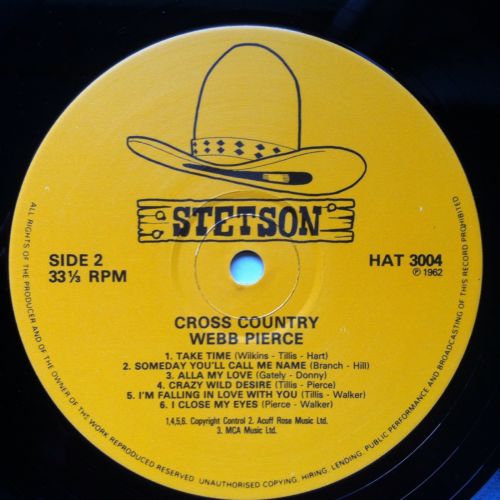 STETSON
SIDE 2
33⅓ RPM
HAT 3004
℗ 1962
CROSS COUNTRY
WEBB PIERCE
1. TAKE TIME (Wilkins - Tillis - Hart)
2. SOMEDAY YOU'LL CALL ME NAME (Branch - Hill)
3. ALLA MY LOVE (Gately - Donny)
4. CRAZY WILD DESIRE (Tillis - Pierce)
5. I'M FALLING IN LOVE WITH YOU (Tillis - Walker)
6. I CLOSE MY EYES (Pierce - Walker)
1,4,5,6. Copyright Control 2. Acuff Rose Music Ltd.
3. MCA Music Ltd.
ALL RIGHTS OF THE PRODUCER AND OF THE OWNER OF THE WORK REPRODUCED RESERVED UNAUTHORISED COPYING. HIRING. LENDING. PUBLIC PERFORMANCE AND BROADCASTING OF THIS RECORD PROHIBITED